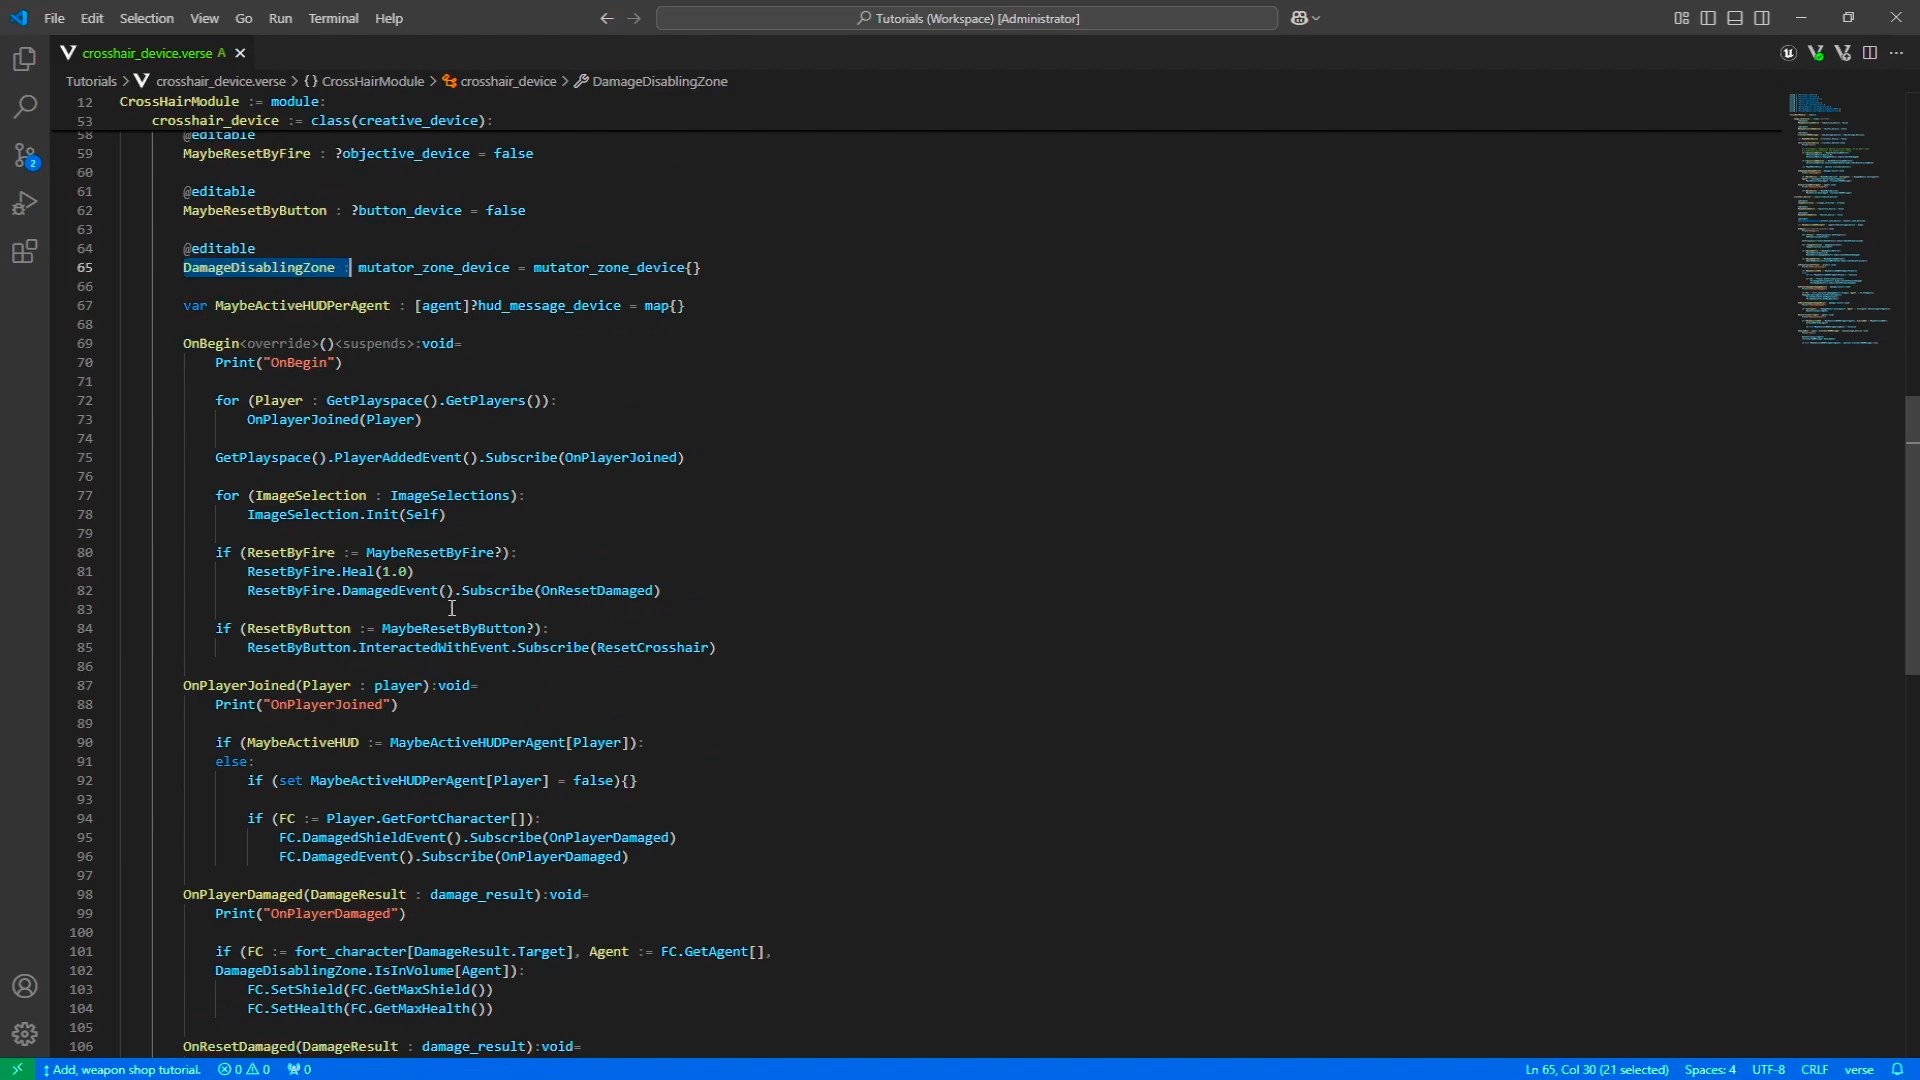 File Edit Selection View Go Run Terminal Help
Tutorials (Workspace) [Administrator]
crosshair_device.verse A
Tutorials > crosshair_device.verse > {} CrossHairModule > crosshair_device > DamageDisablingZone
12 CrossHairModule := module:
53 crosshair_device := class(creative_device):
58 @editable
59 MaybeResetByFire : ?objective_device = false
60
61 @editable
62 MaybeResetByButton : ?button_device = false
63
64 @editable
65 DamageDisablingZone : mutator_zone_device = mutator_zone_device{}
66
67 var MaybeActiveHUDPerAgent : [agent]?hud_message_device = map{}
68
69 OnBegin<override>()<suspends>:void=
70 Print("OnBegin")
71
72 for (Player : GetPlayspace().GetPlayers()):
73 OnPlayerJoined(Player)
74
75 GetPlayspace().PlayerAddedEvent().Subscribe(OnPlayerJoined)
76
77 for (ImageSelection : ImageSelections):
78 ImageSelection.Init(Self)
79
80 if (ResetByFire := MaybeResetByFire?):
81 ResetByFire.Heal(1.0)
82 ResetByFire.DamagedEvent().Subscribe(OnResetDamaged)
83
84 if (ResetByButton := MaybeResetByButton?):
85 ResetByButton.InteractedWithEvent.Subscribe(ResetCrosshair)
86
87 OnPlayerJoined(Player : player):void=
88 Print("OnPlayerJoined")
89
90 if (MaybeActiveHUD := MaybeActiveHUDPerAgent[Player]):
91 else:
92 if (set MaybeActiveHUDPerAgent[Player] = false){}
93
94 if (FC := Player.GetFortCharacter[]):
95 FC.DamagedShieldEvent().Subscribe(OnPlayerDamaged)
96 FC.DamagedEvent().Subscribe(OnPlayerDamaged)
97
98 OnPlayerDamaged(DamageResult : damage_result):void=
99 Print("OnPlayerDamaged")
100
101 if (FC := fort_character[DamageResult.Target], Agent := FC.GetAgent[],
102 DamageDisablingZone.IsInVolume[Agent]):
103 FC.SetShield(FC.GetMaxShield())
104 FC.SetHealth(FC.GetMaxHealth())
105
106 OnResetDamaged(DamageResult : damage_result):void=
2
Add, weapon shop tutorial. 0 0 0 Ln 65, Col 30 (21 selected) Spaces: 4 UTF-8 CRLF verse